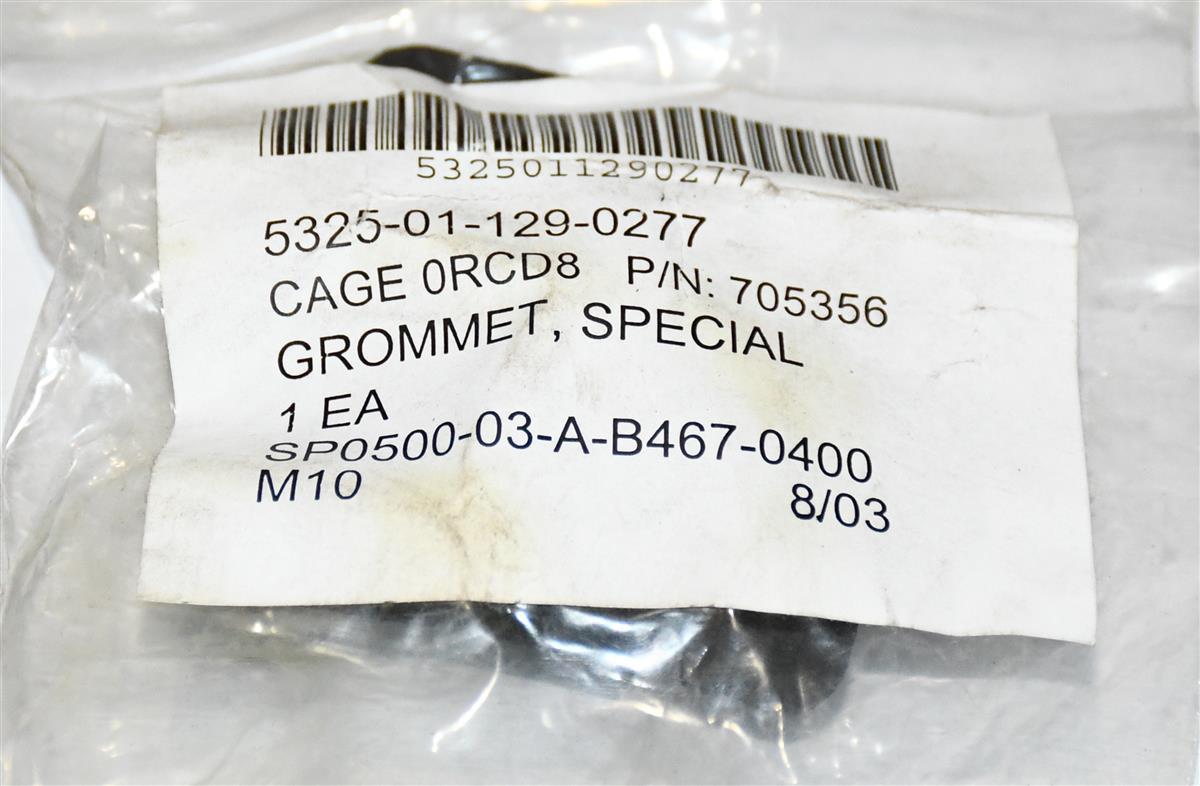 5325011290277
5325-01-129-0277
CAGE 0RCD8 P/N: 705356
GROMMET, SPECIAL
1 EA
SP0500-03-A-B467-0400
M10 8/03